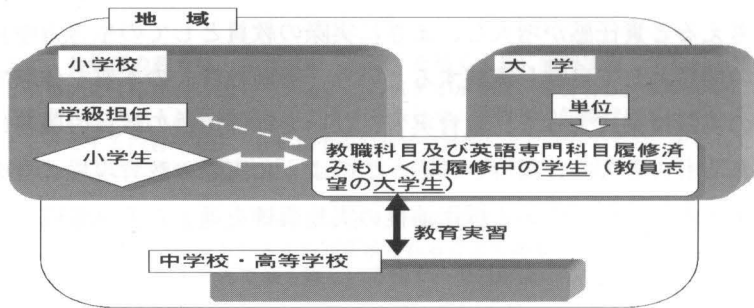 地　域
小学校
大　学
学級担任
単位
小学生
教職科目及び英語専門科目履修済
みもしくは履修中の学生（教員志
望の大学生）
教育実習
中学校・高等学校